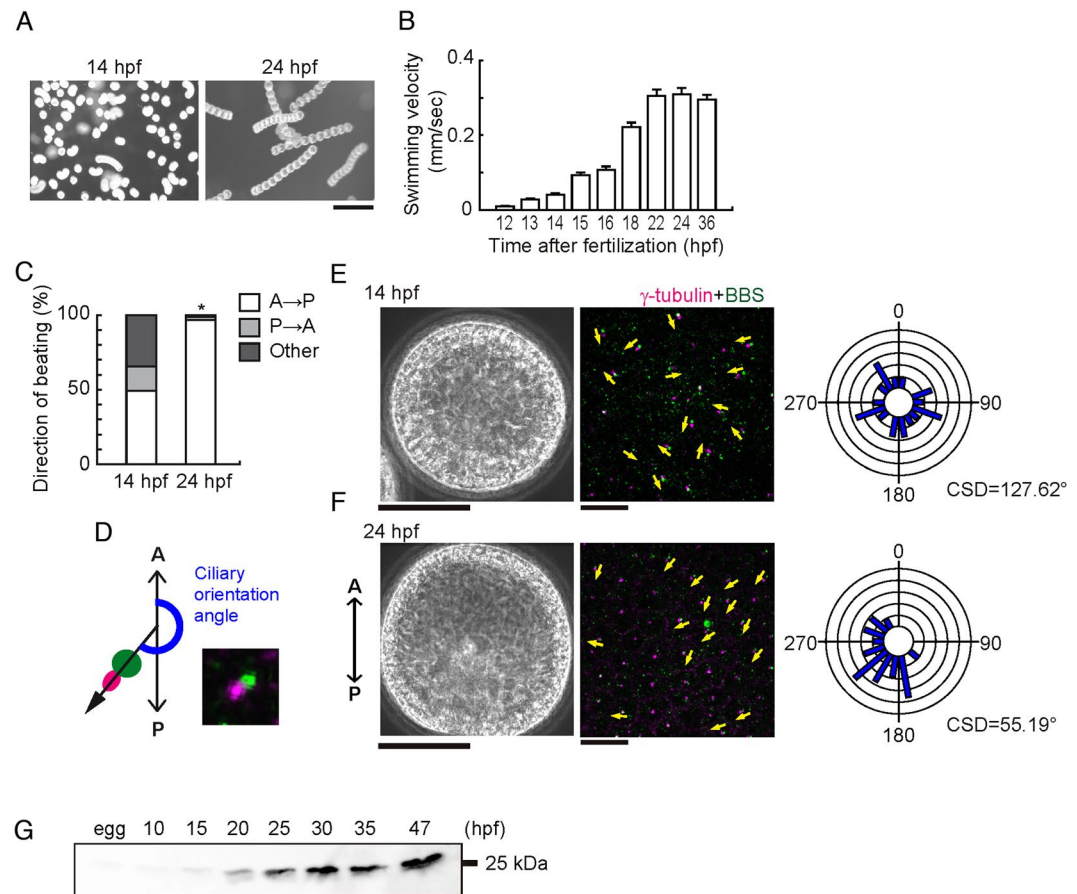 A
14 hpf
24 hpf
B
Swimming velocity
(mm/sec)
0.4
0.2
0
12 13 14 15 16 18 22 24 36
Time after fertilization (hpf)
C
Direction of beating (%)
100
50
0
*
14 hpf 24 hpf
A→P
P→A
Other
D
A
Ciliary
orientation
angle
P
E
14 hpf
γ-tubulin+BBS
0
270
90
180
CSD=127.62°
F
24 hpf
A
P
0
270
90
180
CSD=55.19°
G
egg 10 15 20 25 30 35 47 (hpf)
25 kDa